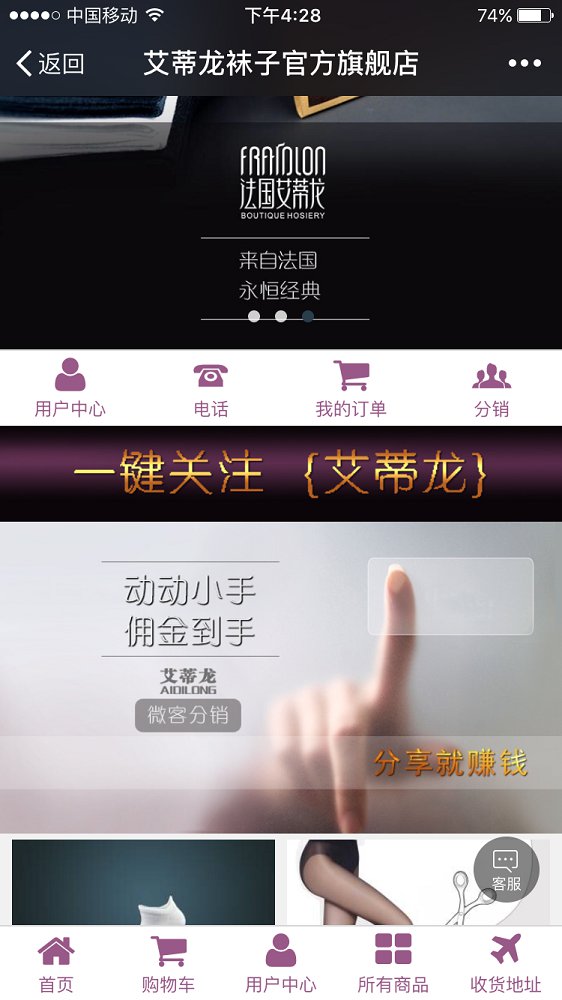 中国移动
下午4:28
74%
返回
艾蒂龙袜子官方旗舰店
FRAINLON
法国艾蒂龙
BOUTIQUE HOSIERY
来自法国
永恒经典
用户中心
电话
我的订单
分销
一键关注 {艾蒂龙}
动动小手
佣金到手
艾蒂龙
AIDILONG
微客分销
分享就赚钱
客服
首页
购物车
用户中心
所有商品
收货地址